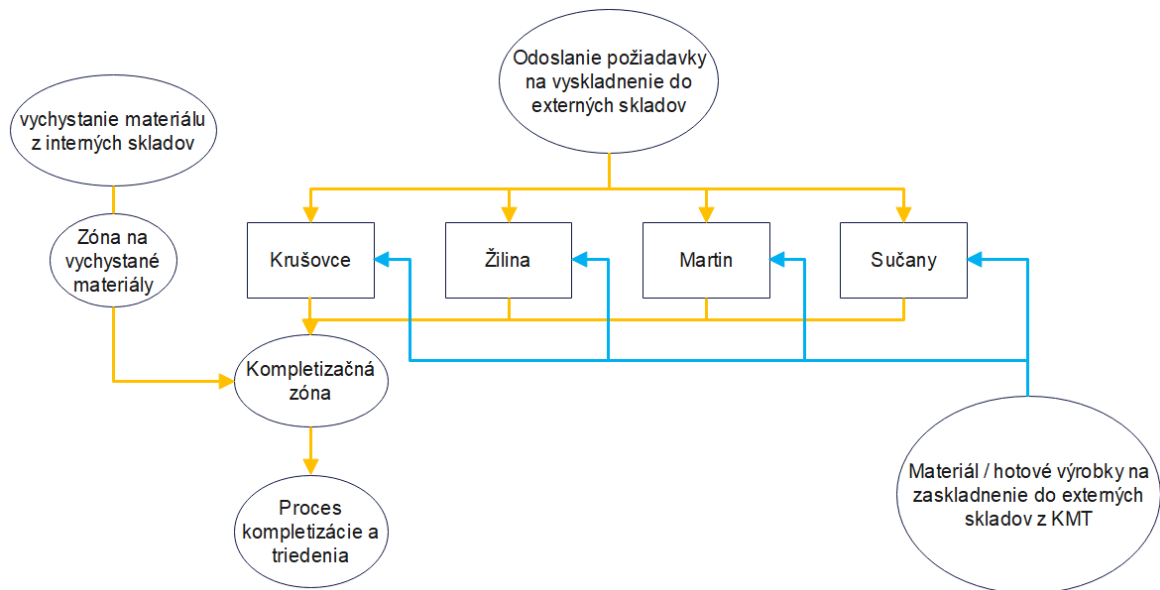 Odoslanie požiadavky
na vyskladnenie do
externých skladov
vychystanie materiálu
z interných skladov
Zóna na
vychystané
materiály
Krušovce
Žilina
Martin
Sučany
Kompletizačná
zóna
Materiál / hotové výrobky na
zaskladnenie do externých
skladov z KMT
Proces
kompletizácie a
triedenia